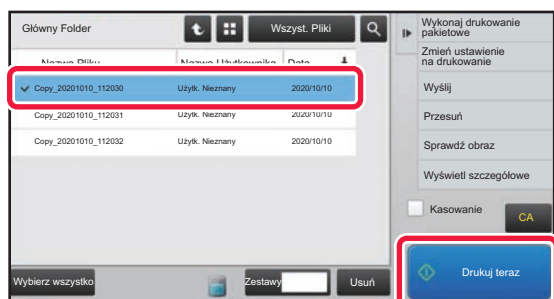 Główny Folder
Wszyst. Pliki
Nazwa Pliku
Nazwa Użytkownika
Data
Copy_20201010_112030
Użytk. Nieznany
2020/10/10
Copy_20201010_112031
Użytk. Nieznany
2020/10/10
Copy_20201010_112032
Użytk. Nieznany
2020/10/10
Wybierz wszystko
Zestawy
Usuń
Wykonaj drukowanie
pakietowe
Zmień ustawienie
na drukowanie
Wyślij
Przesuń
Sprawdź obraz
Wyświetl szczegółowe
Kasowanie
CA
Drukuj teraz